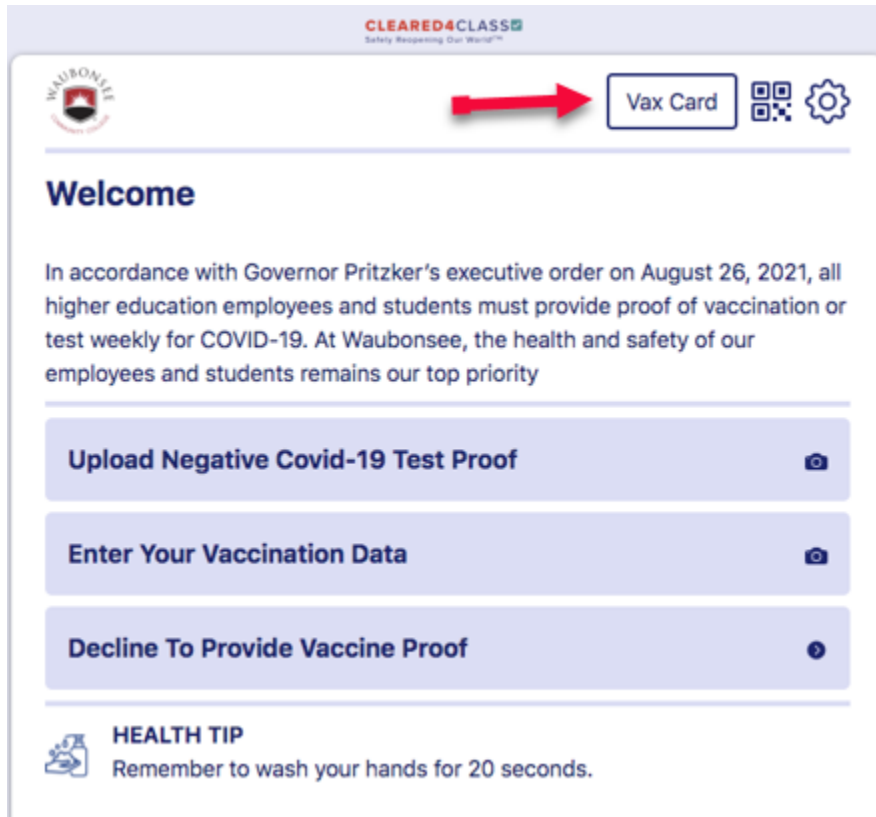 CLEARED4CLASS
Safely Reopening Our World™
WAUBONSEE
COMMUNITY COLLEGE
Vax Card
Welcome
In accordance with Governor Pritzker's executive order on August 26, 2021, all
higher education employees and students must provide proof of vaccination or
test weekly for COVID-19. At Waubonsee, the health and safety of our
employees and students remains our top priority
Upload Negative Covid-19 Test Proof
Enter Your Vaccination Data
Decline To Provide Vaccine Proof
HEALTH TIP
Remember to wash your hands for 20 seconds.